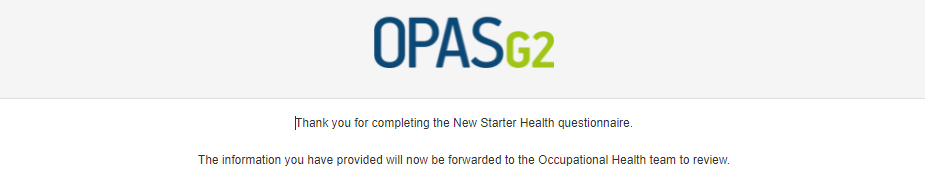 OPASG2
Thank you for completing the New Starter Health questionnaire.
The information you have provided will now be forwarded to the Occupational Health team to review.